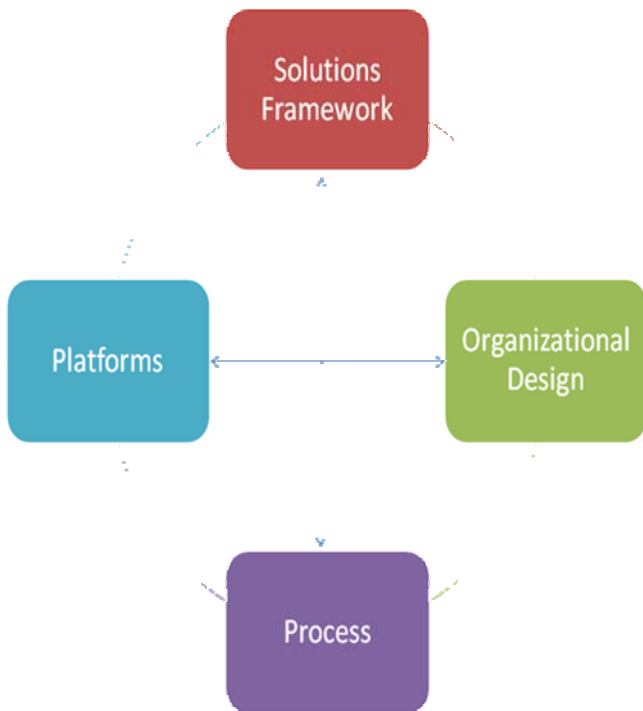 Solutions
Framework
Platforms
Organizational
Design
Process